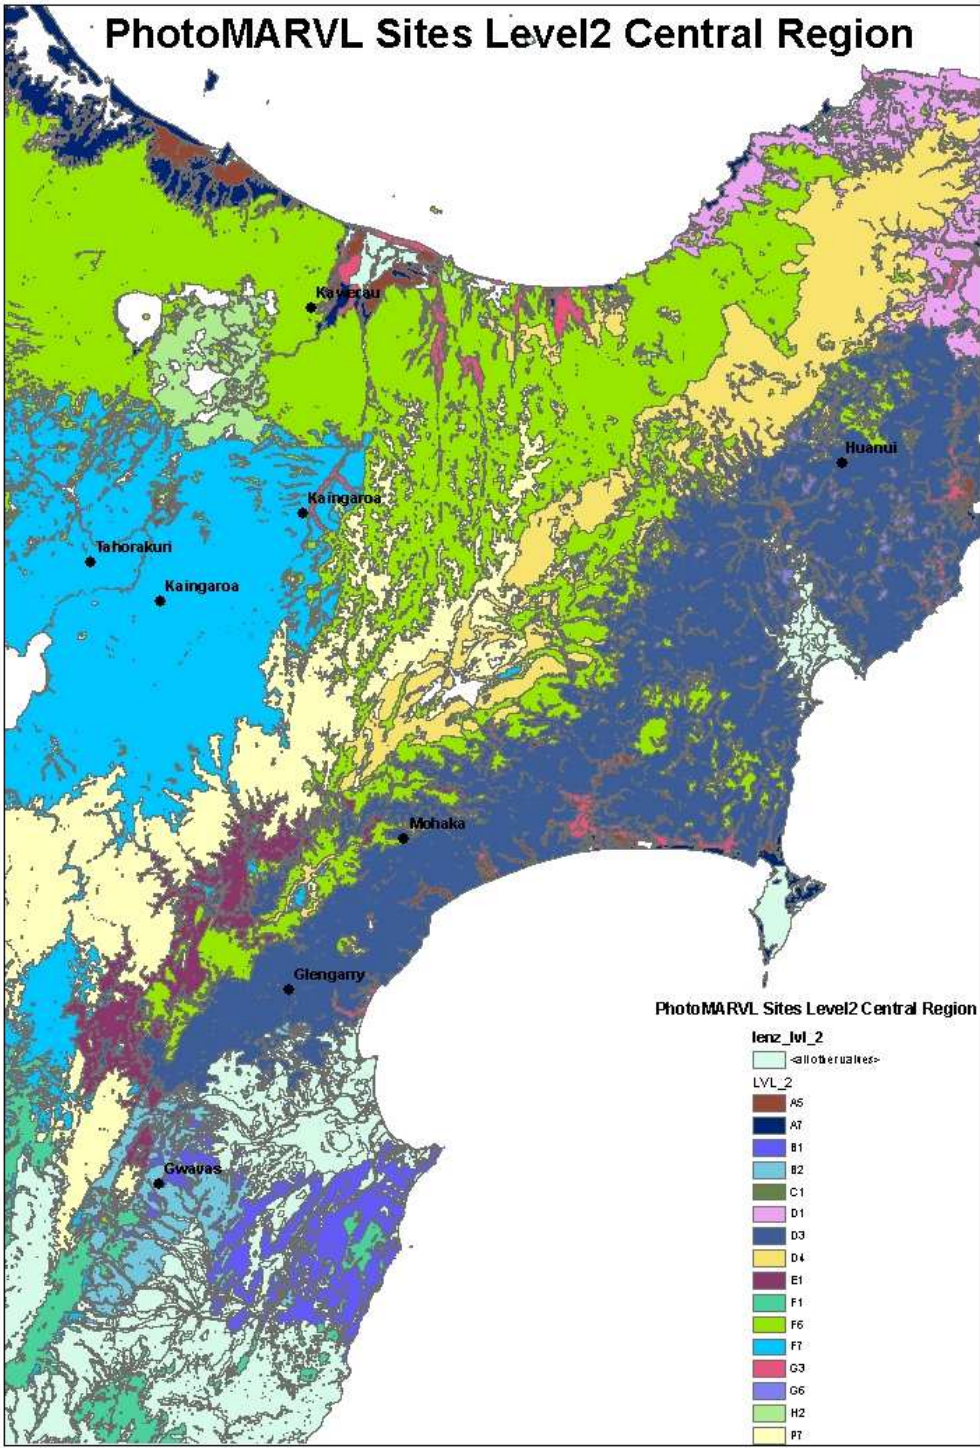 PhotoMARVL Sites Level2 Central Region
Kawerau
Huanui
Kaingaroa
Tahorakuri
Kaingaroa
Mohaka
Glengarry
Gwavas
PhotoMARVL Sites Level2 Central Region
lenz_lvl_2
<all other values>
LVL_2
A5
A7
B1
B2
C1
D1
D3
D4
E1
F1
F6
F7
G3
G6
H2
P7